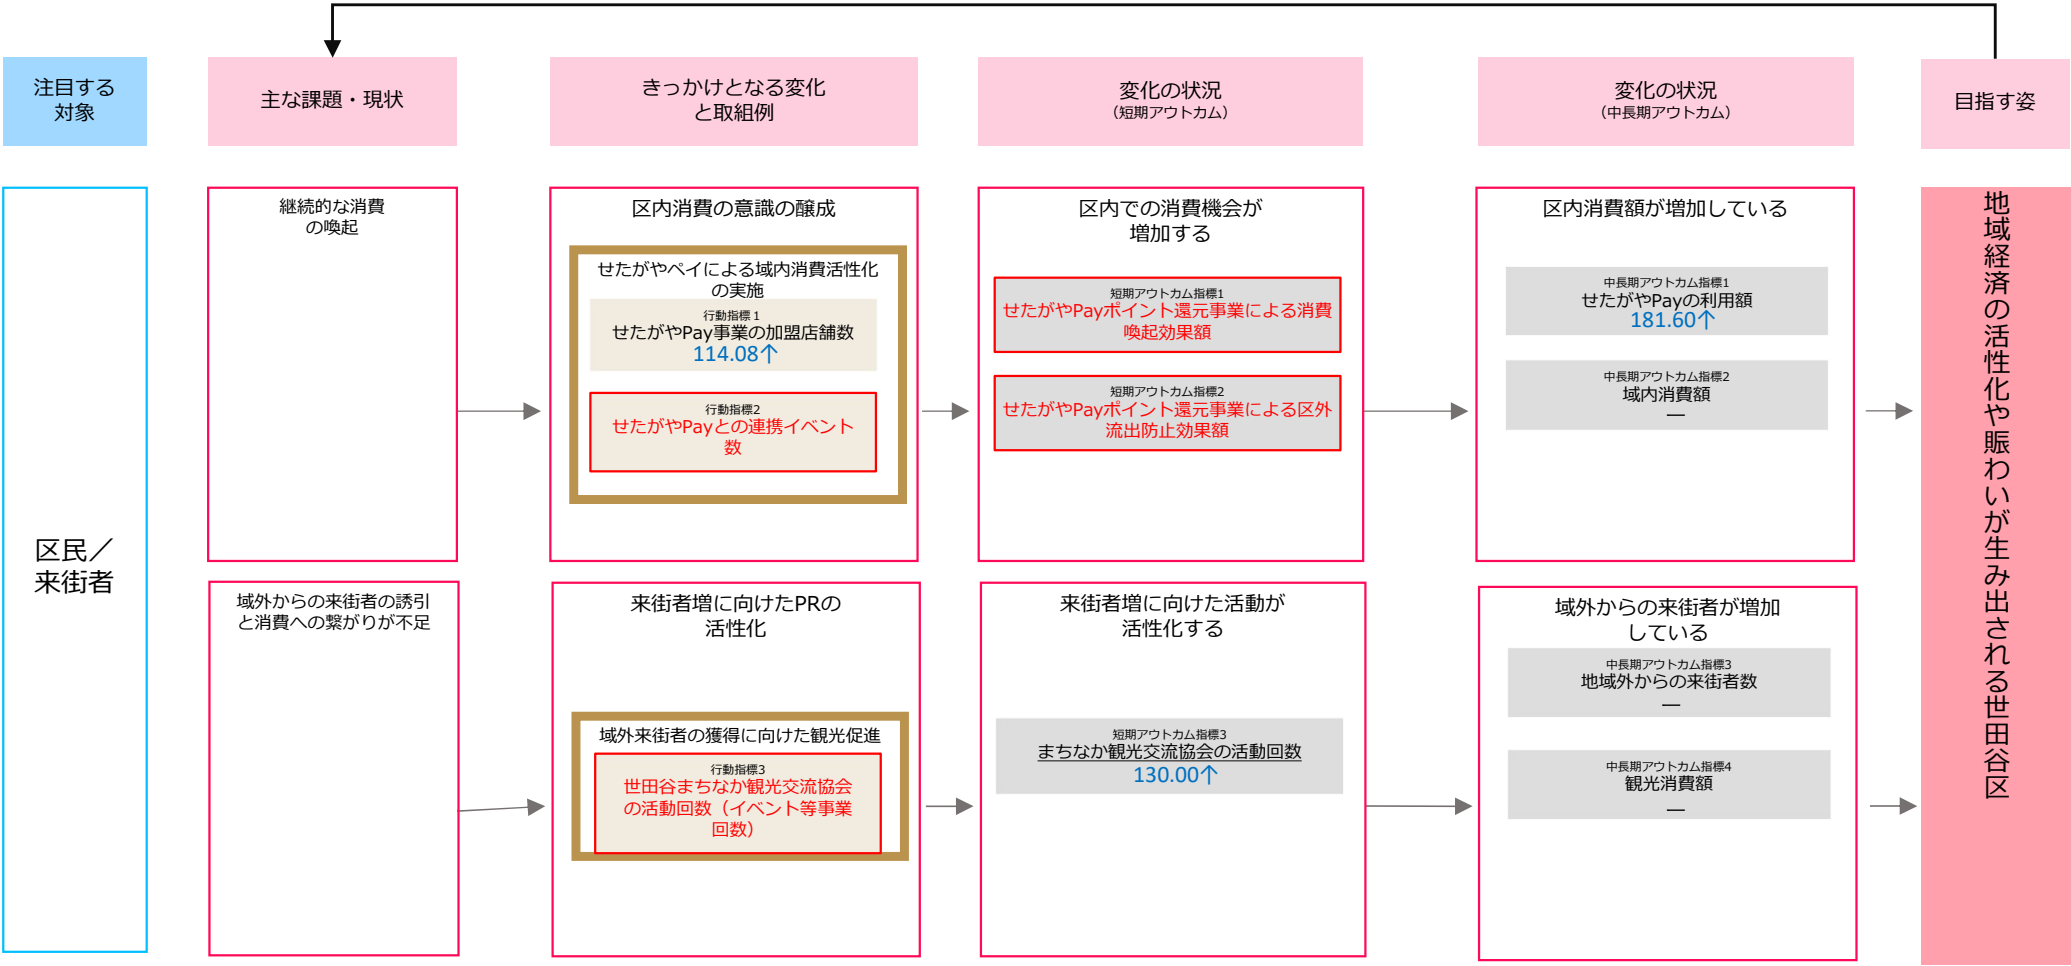 注目する
対象
主な課題・現状
きっかけとなる変化
と取組例
変化の状況
（短期アウトカム）
変化の状況
（中長期アウトカム）
目指す姿
区民／
来街者
継続的な消費
の喚起
区内消費の意識の醸成
せたがやペイによる域内消費活性化
の実施
行動指標１
せたがやPay事業の加盟店舗数
114.08↑
行動指標2
せたがやPayとの連携イベント
数
区内での消費機会が
増加する
短期アウトカム指標1
せたがやPayポイント還元事業による消費
喚起効果額
短期アウトカム指標2
せたがやPayポイント還元事業による区外
流出防止効果額
区内消費額が増加している
中長期アウトカム指標1
せたがやPayの利用額
181.60↑
中長期アウトカム指標2
域内消費額
―
域外からの来街者の誘引
と消費への繋がりが不足
来街者増に向けたPRの
活性化
域外来街者の獲得に向けた観光促進
行動指標3
世田谷まちなか観光交流協会
の活動回数（イベント等事業
回数）
来街者増に向けた活動が
活性化する
短期アウトカム指標3
まちなか観光交流協会の活動回数
130.00↑
域外からの来街者が増加
している
中長期アウトカム指標3
地域外からの来街者数
―
中長期アウトカム指標4
観光消費額
―
地域経済の活性化や賑わいが生み出される世田谷区